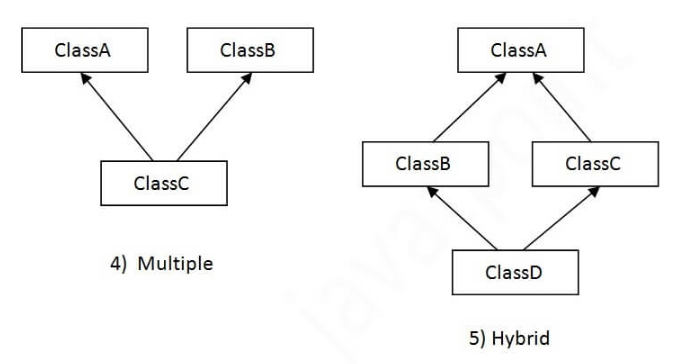 ClassA
ClassB
ClassC
4) Multiple
ClassA
ClassB
ClassC
ClassD
5) Hybrid